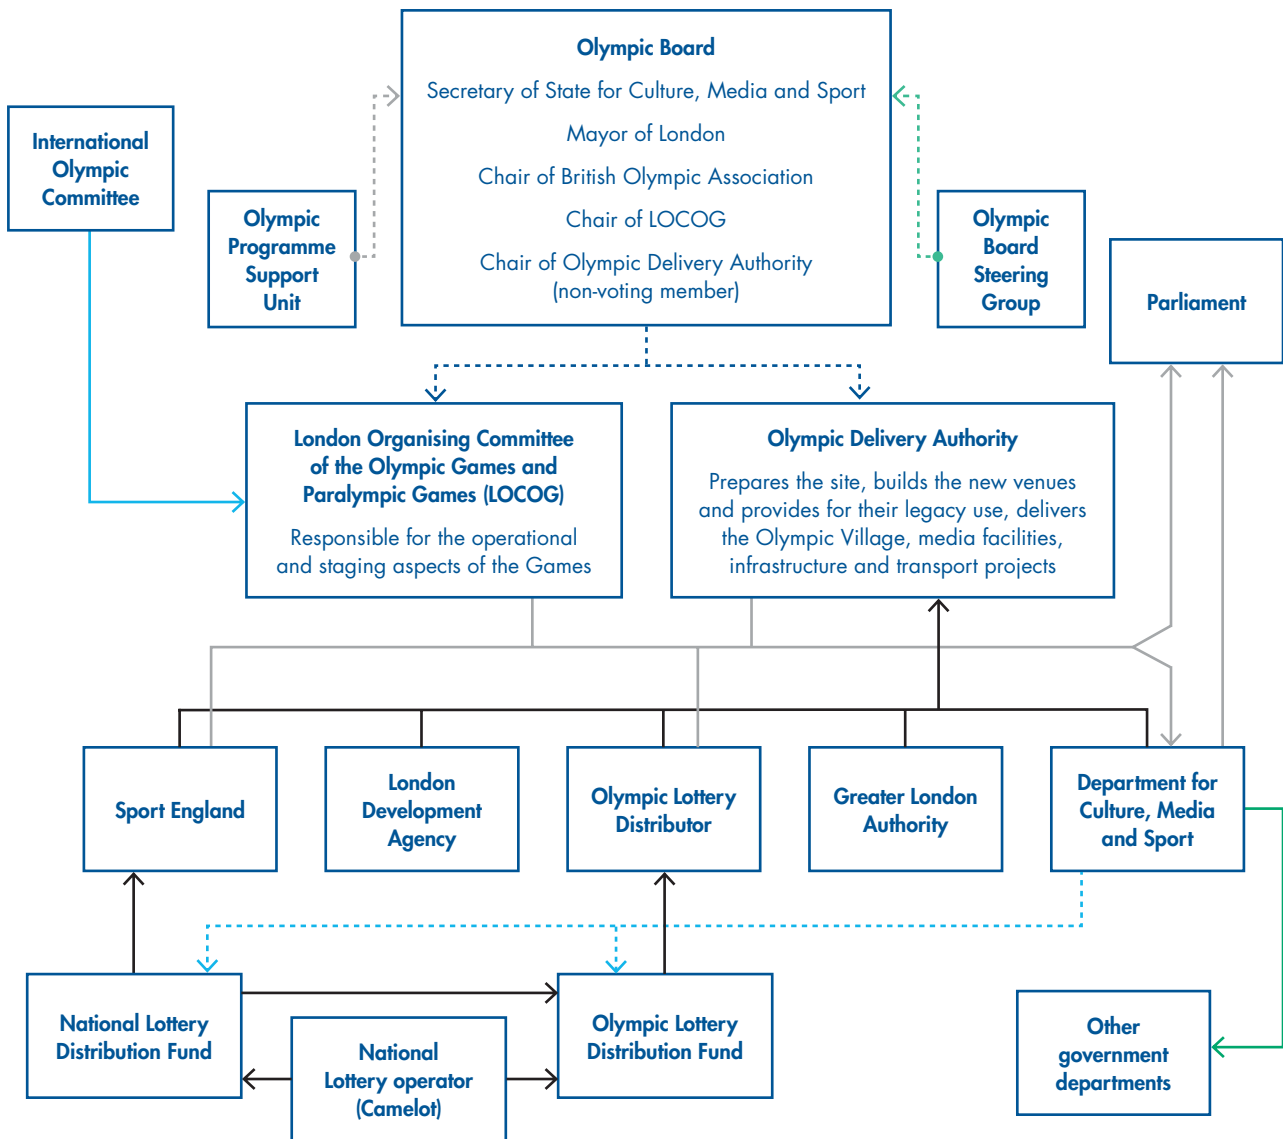 Olympic Board
Secretary of State for Culture, Media and Sport
Mayor of London
Chair of British Olympic Association
Chair of LOCOG
Chair of Olympic Delivery Authority
(non-voting member)
International
Olympic
Committee
Olympic
Programme
Support
Unit
Olympic
Board
Steering
Group
Parliament
London Organising Committee
of the Olympic Games and
Paralympic Games (LOCOG)
Responsible for the operational
and staging aspects of the Games
Olympic Delivery Authority
Prepares the site, builds the new venues
and provides for their legacy use, delivers
the Olympic Village, media facilities,
infrastructure and transport projects
Sport England
London
Development
Agency
Olympic Lottery
Distributor
Greater London
Authority
Department for
Culture, Media
and Sport
National Lottery
Distribution Fund
National
Lottery operator
(Camelot)
Olympic Lottery
Distribution Fund
Other
government
departments